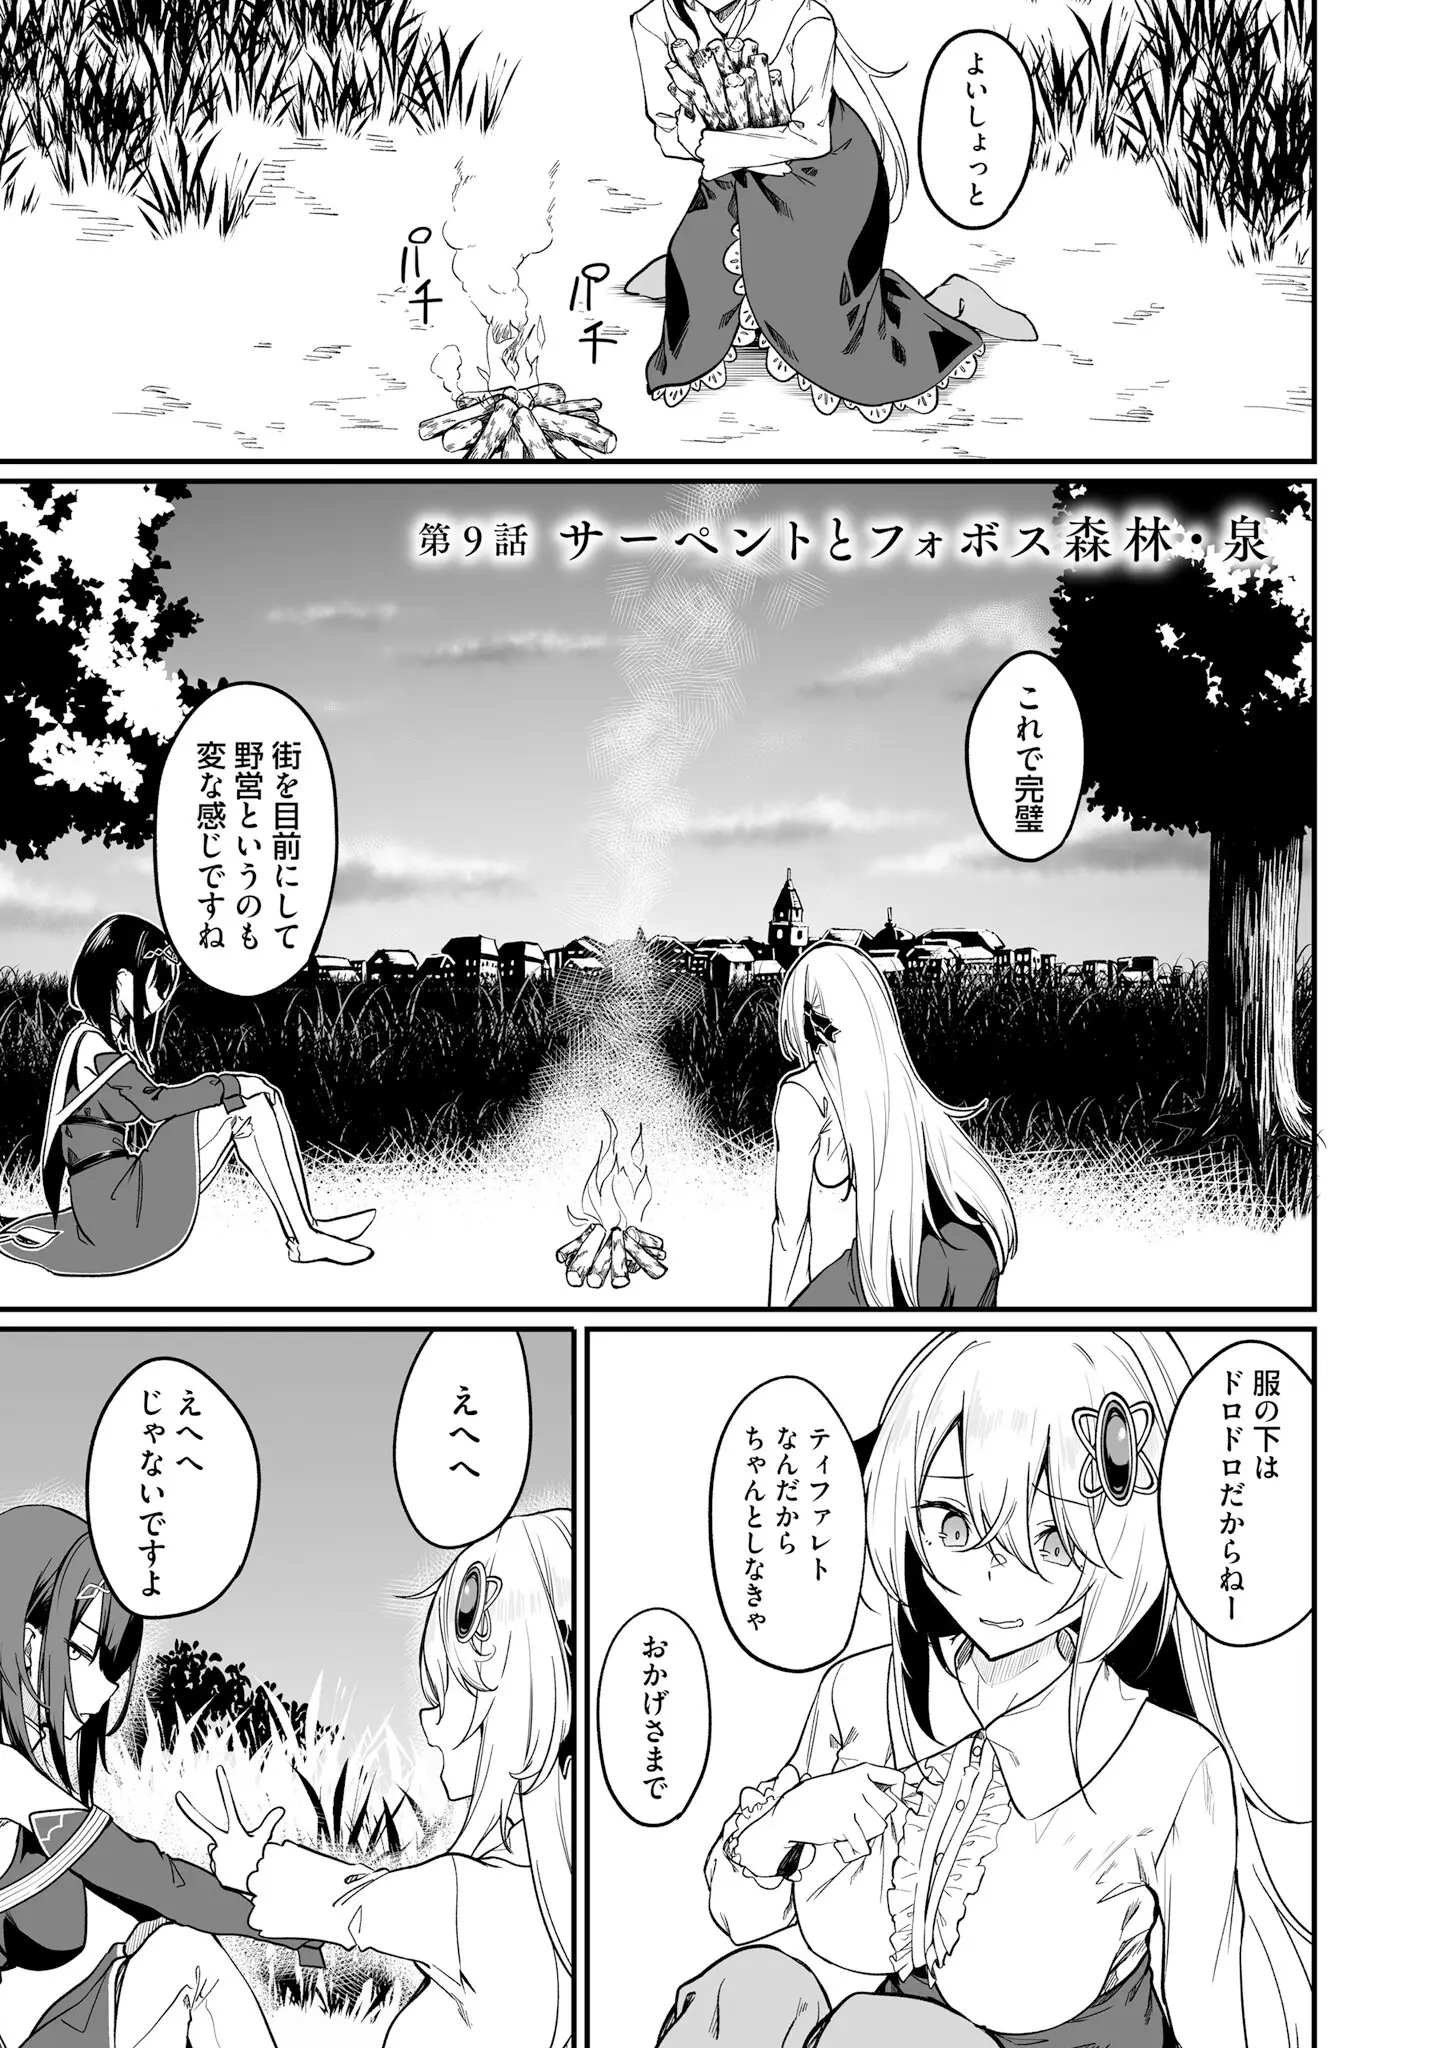 よいしょっと
パチ
パチ
第9話 サーペントとフォボス森林・泉
これで完璧
街を目前にして
野営というのも
変な感じですね
服の下は
ドロドロだからねー
ティファレト
なんだから
ちゃんとしなきゃ
おかげさまで
えへへ
えへへ
じゃないですよ